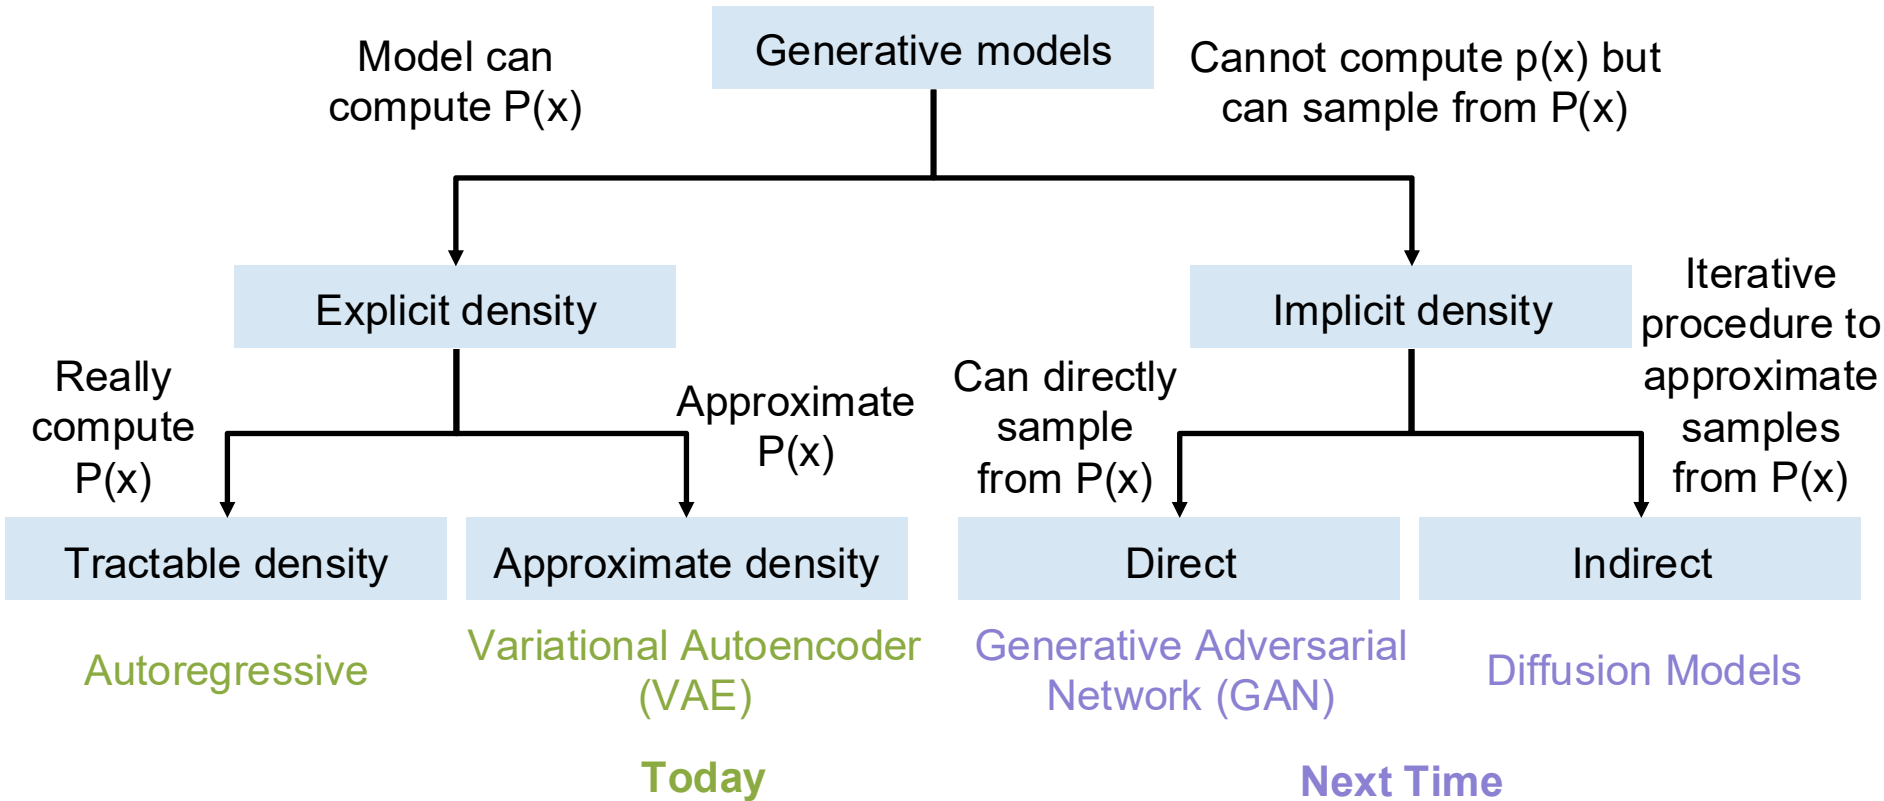 Generative models
Model can
compute P(x)
Cannot compute p(x) but
can sample from P(x)
Explicit density
Implicit density
Really
compute
P(x)
Approximate
P(x)
Can directly
sample
from P(x)
Iterative
procedure to
approximate
samples
from P(x)
Tractable density
Approximate density
Direct
Indirect
Autoregressive
Variational Autoencoder
(VAE)
Generative Adversarial
Network (GAN)
Diffusion Models
Today
Next Time